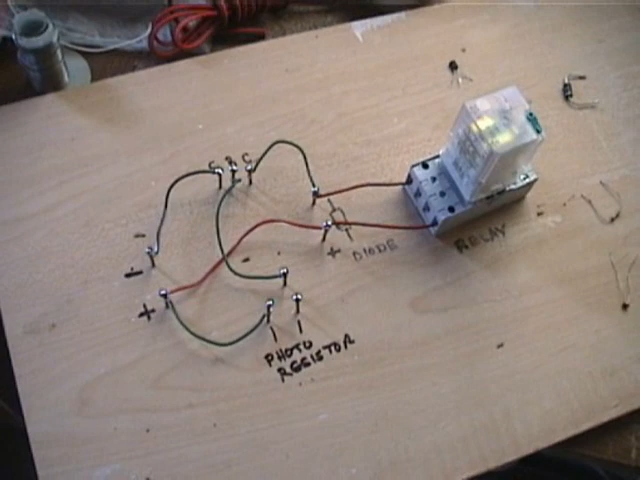 -
+
+ DIODE
RELAY
PHOTO
RESISTOR